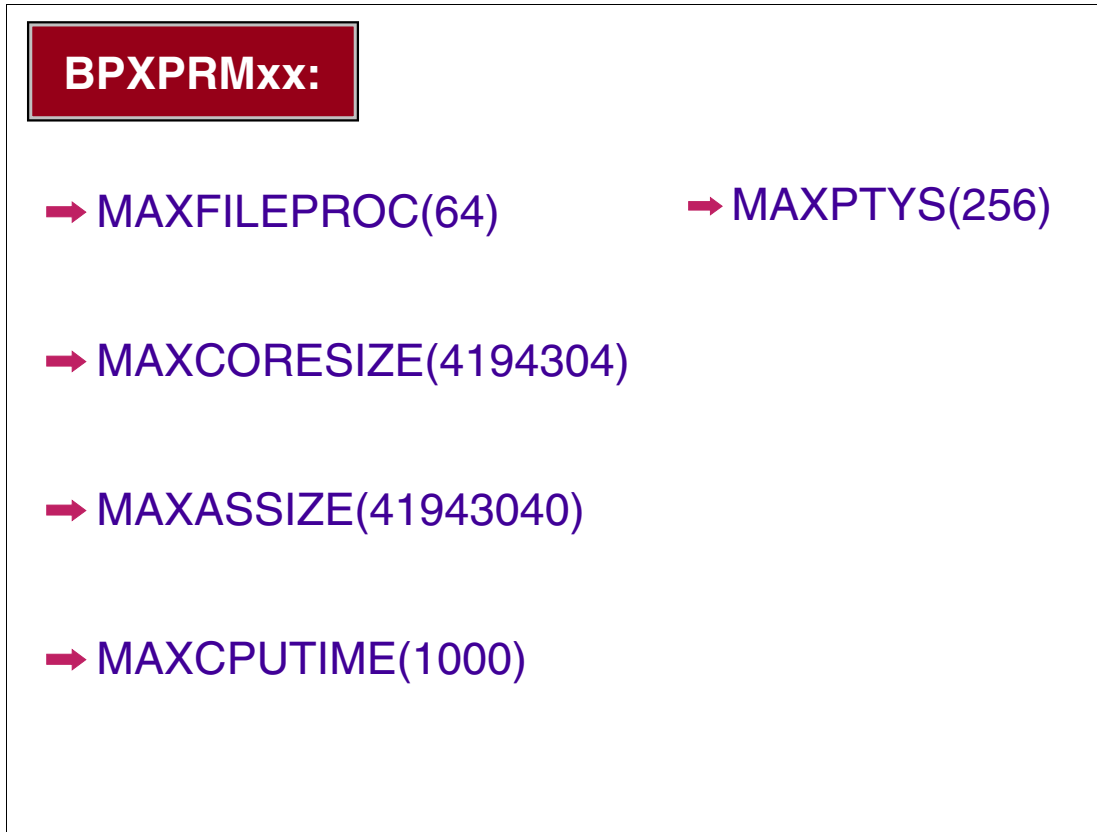 BPXPRMxx:
MAXFILEPROC(64)
MAXPTYS(256)
MAXCORESIZE(4194304)
MAXASSIZE(41943040)
MAXCPUTIME(1000)